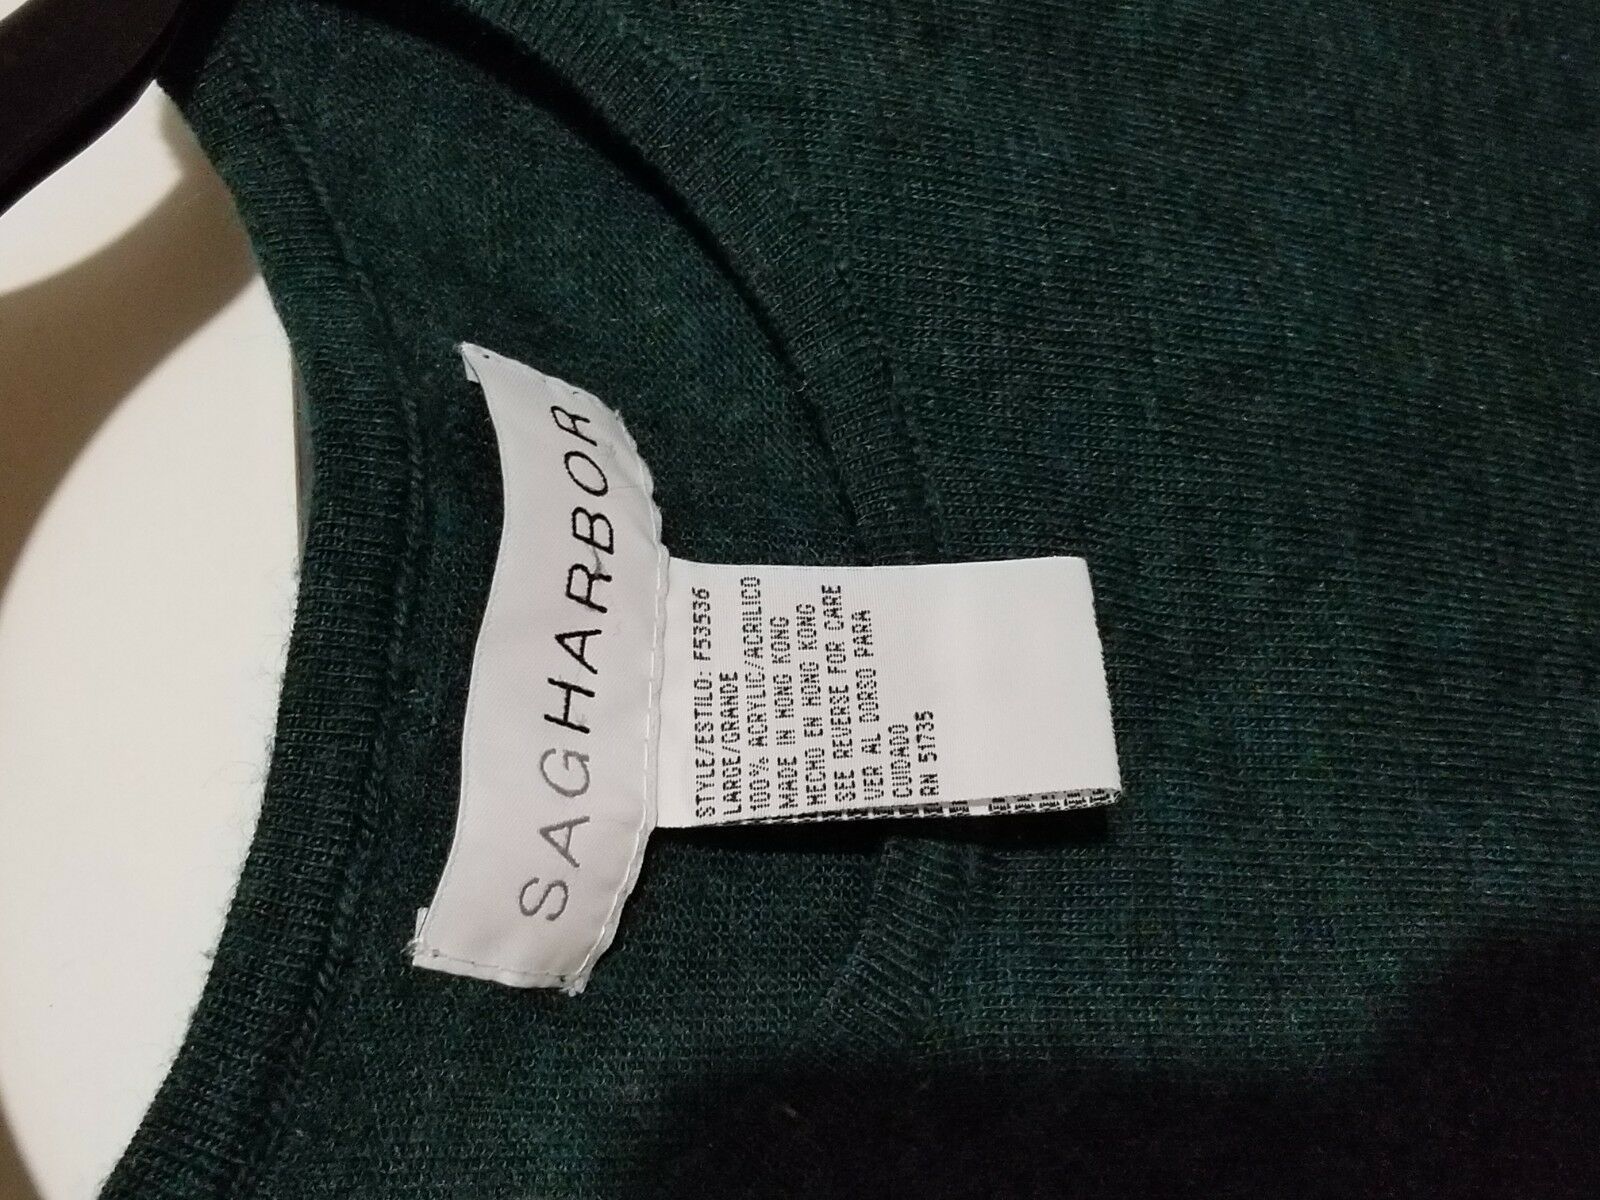 SAGHARBOR
STYLE/ESTILO: F53536
LARGE/GRANDE
100% ACRYLIC/ACRILICO
MADE IN HONG KONG
HECHO EN HONG KONG
SEE REVERSE FOR CARE
VER AL DORSO PARA
CUIDADO
RN 51735